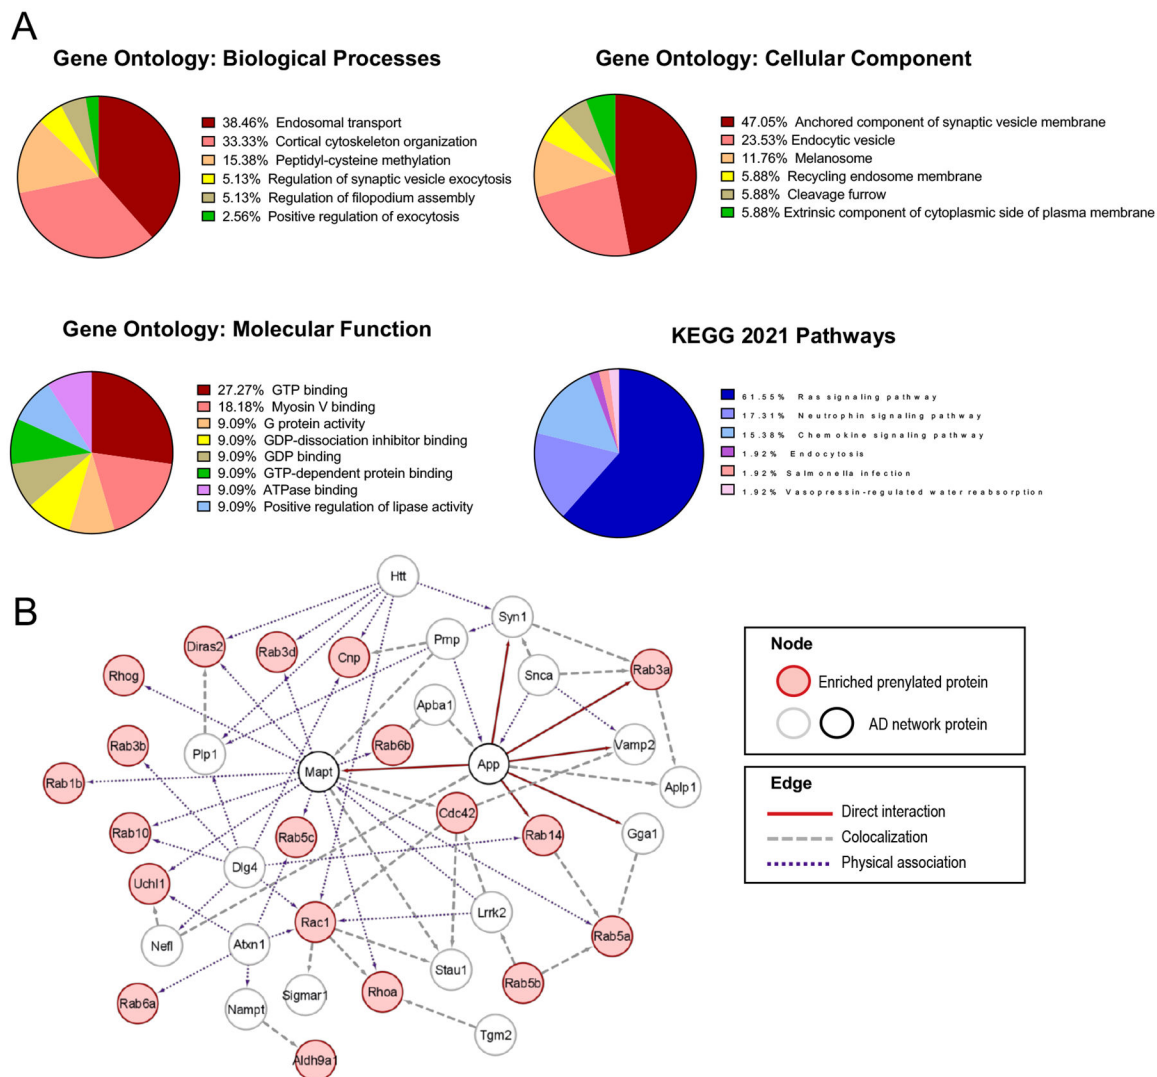 A
Gene Ontology: Biological Processes
38.46% Endosomal transport
33.33% Cortical cytoskeleton organization
15.38% Peptidyl-cysteine methylation
5.13% Regulation of synaptic vesicle exocytosis
5.13% Regulation of filopodium assembly
2.56% Positive regulation of exocytosis
Gene Ontology: Cellular Component
47.05% Anchored component of synaptic vesicle membrane
23.53% Endocytic vesicle
11.76% Melanosome
5.88% Recycling endosome membrane
5.88% Cleavage furrow
5.88% Extrinsic component of cytoplasmic side of plasma membrane
Gene Ontology: Molecular Function
27.27% GTP binding
18.18% Myosin V binding
9.09% G protein activity
9.09% GDP-dissociation inhibitor binding
9.09% GDP binding
9.09% GTP-dependent protein binding
9.09% ATPase binding
9.09% Positive regulation of lipase activity
KEGG 2021 Pathways
61.55% Ras signaling pathway
17.31% Neutrophin signaling pathway
15.38% Chemokine signaling pathway
1.92% Endocytosis
1.92% Salmonella infection
1.92% Vasopressin-regulated water reabsorption
B
Htt
Syn1
Prnp
Diras2
Rab3d
Cnp
Rab3a
Rhog
Snca
Apba1
Rab3b
Plp1
Rab6b
Vamp2
App
Mapt
Rab1b
Aplp1
Cdc42
Rab10
Rab5c
Rab14
Gga1
Dlg4
Uchl1
Lrrk2
Rac1
Rab5a
Nefl
Atxn1
Stau1
Rab5b
Sigmar1
Rhoa
Rab6a
Nampt
Tgm2
Aldh9a1
Node
Enriched prenylated protein
AD network protein
Edge
Direct interaction
Colocalization
Physical association